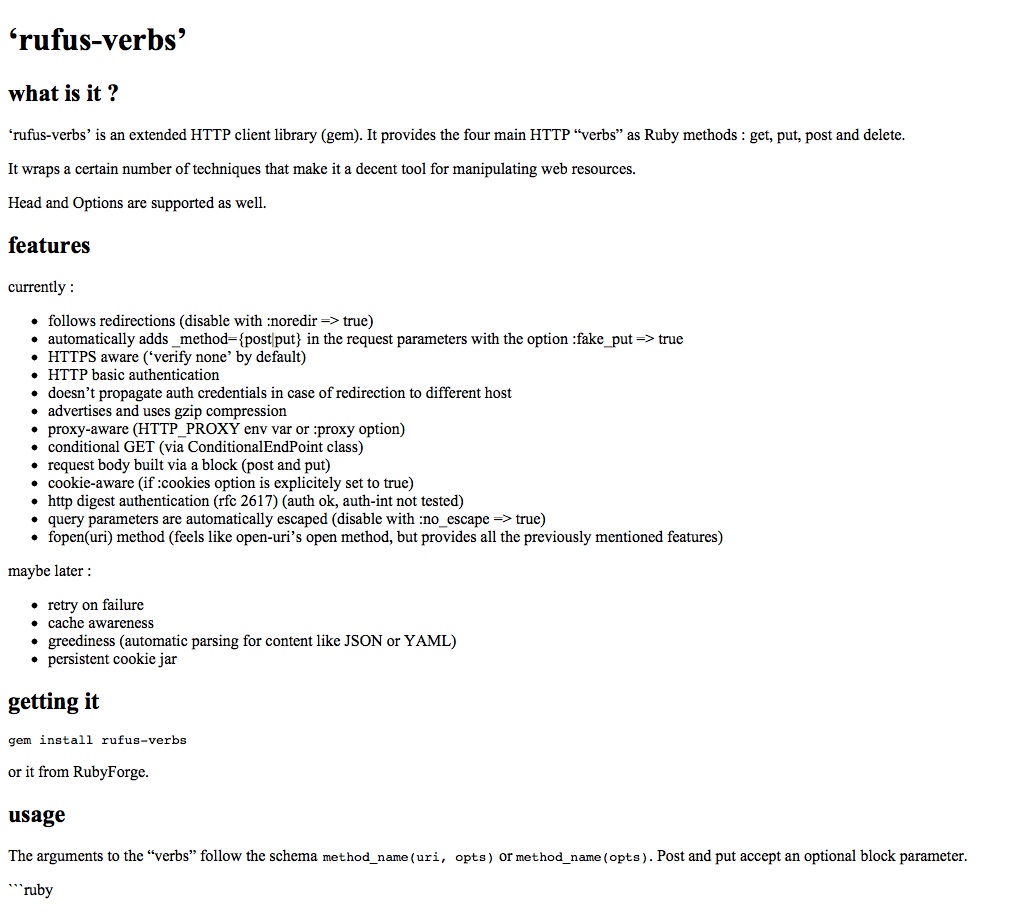 ‘rufus-verbs’
what is it ?
‘rufus-verbs’ is an extended HTTP client library (gem). It provides the four main HTTP “verbs” as Ruby methods : get, put, post and delete.
It wraps a certain number of techniques that make it a decent tool for manipulating web resources.
Head and Options are supported as well.
features
currently :
• follows redirections (disable with :noredir => true)
• automatically adds _method={post|put} in the request parameters with the option :fake_put => true
• HTTPS aware (‘verify none’ by default)
• HTTP basic authentication
• doesn’t propagate auth credentials in case of redirection to different host
• advertises and uses gzip compression
• proxy-aware (HTTP_PROXY env var or :proxy option)
• conditional GET (via ConditionalEndPoint class)
• request body built via a block (post and put)
• cookie-aware (if :cookies option is explicitely set to true)
• http digest authentication (rfc 2617) (auth ok, auth-int not tested)
• query parameters are automatically escaped (disable with :no_escape => true)
• fopen(uri) method (feels like open-uri’s open method, but provides all the previously mentioned features)
maybe later :
• retry on failure
• cache awareness
• greediness (automatic parsing for content like JSON or YAML)
• persistent cookie jar
getting it
gem install rufus-verbs
or it from RubyForge.
usage
The arguments to the “verbs” follow the schema method_name(uri, opts) or method_name(opts). Post and put accept an optional block parameter.
```ruby